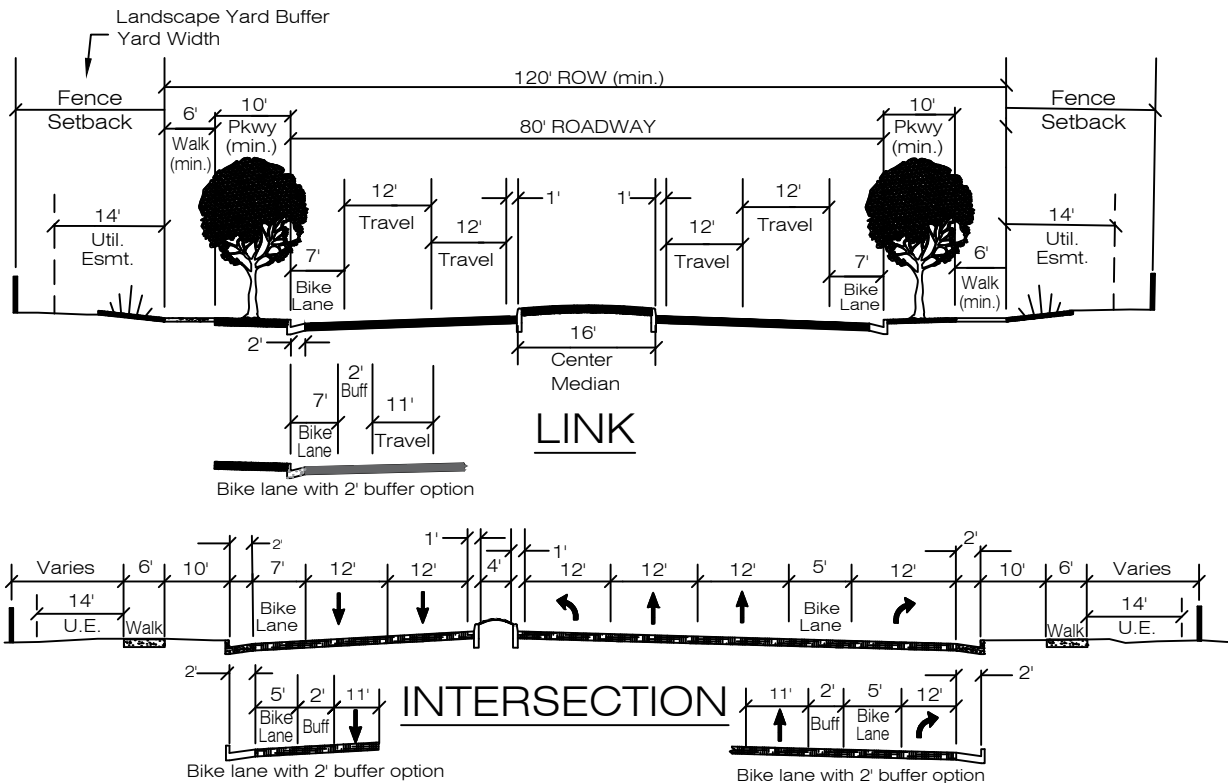 Landscape Yard Buffer
Yard Width
120' ROW (min.)
Fence
Setback
6'
Walk
(min.)
10'
Pkwy
(min.)
80' ROADWAY
10'
Pkwy
(min.)
Fence
Setback
14'
Util.
Esmt.
7'
Bike
Lane
12'
Travel
12'
Travel
1'
1'
12'
Travel
12'
Travel
7'
Bike
Lane
6'
Walk
(min.)
14'
Util.
Esmt.
2'
16'
Center
Median
7'
Bike
Lane
2'
Buff
11'
Travel
LINK
Bike lane with 2' buffer option
Varies
6'
10'
2'
7'
12'
12'
1'
4'
1'
12'
12'
12'
5'
12'
2'
10'
6'
Varies
14'
U.E.
Walk
Bike
Lane
Bike
Lane
Walk
14'
U.E.
2'
5'
Bike
Lane
2'
Buff
11'
INTERSECTION
11'
2'
Buff
5'
Bike
Lane
12'
2'
Bike lane with 2' buffer option
Bike lane with 2' buffer option